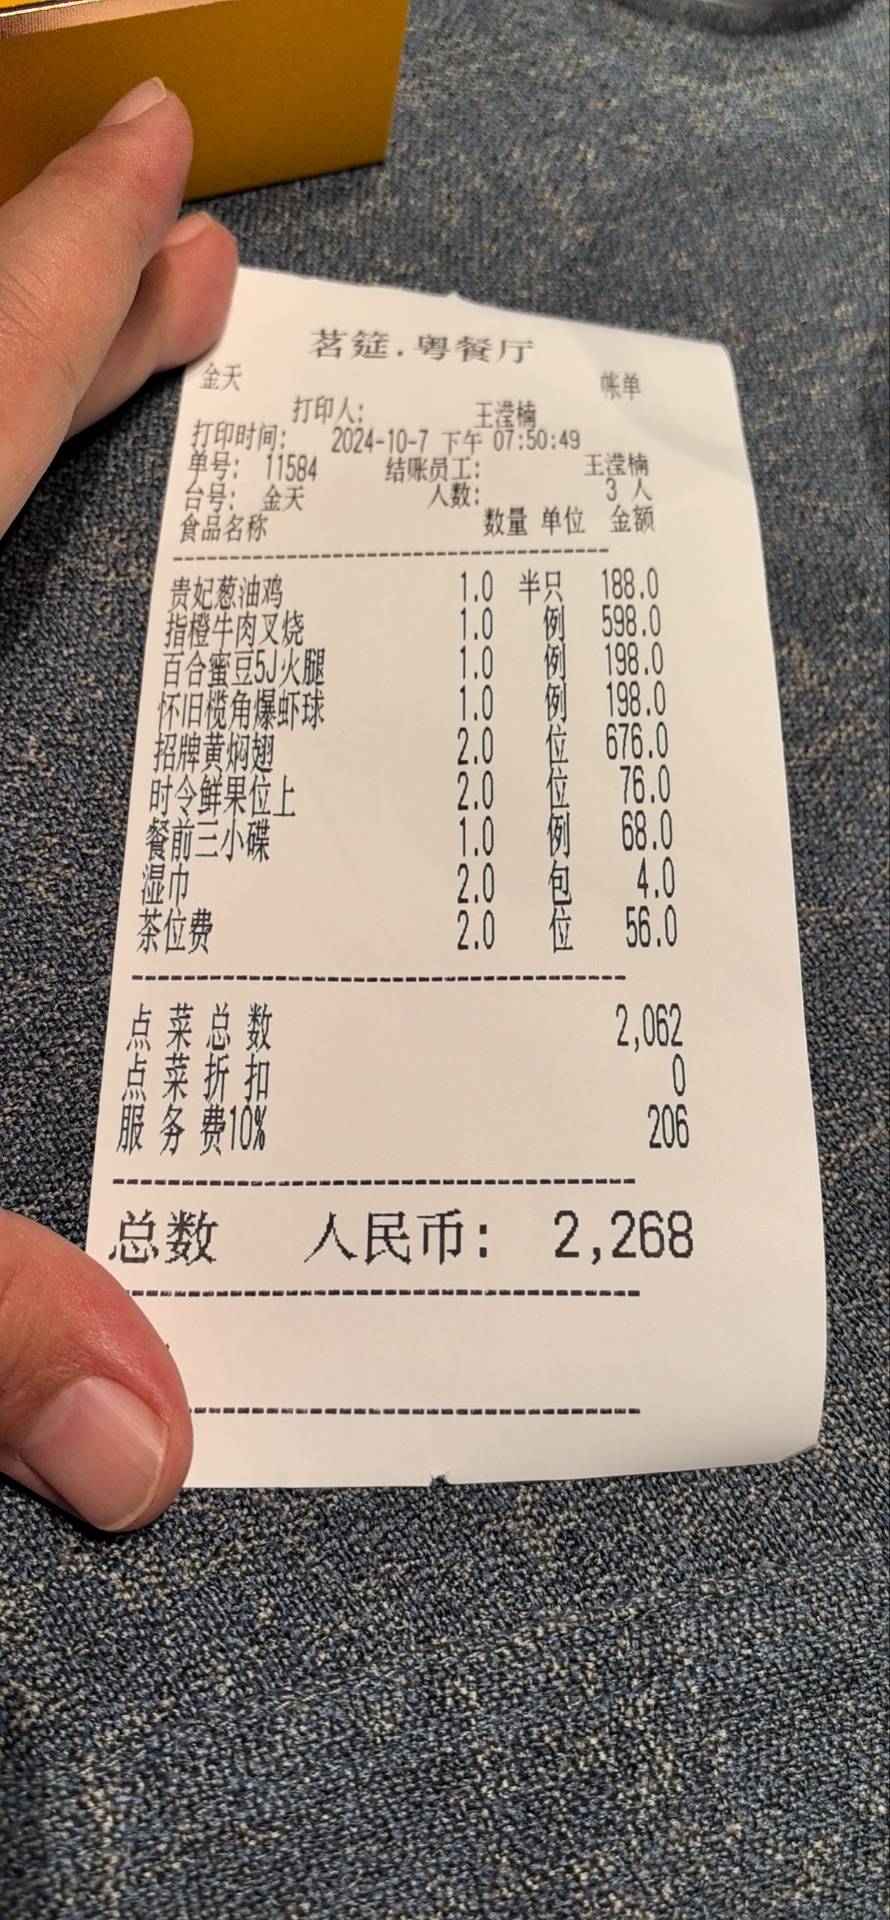 茗筵.粤餐厅
金天 帐单
打印人: 王滢楠
打印时间: 2024-10-7 下午 07:50:49
单号: 11584 结账员工: 王滢楠
台号: 金天 人数: 3 人
食品名称 数量 单位 金额
贵妃葱油鸡 1.0 半只 188.0
指橙牛肉叉烧 1.0 例 598.0
百合蜜豆5J火腿 1.0 例 198.0
怀旧榄角爆虾球 1.0 例 198.0
招牌黄焖翅 2.0 位 676.0
时令鲜果位上 2.0 位 76.0
餐前三小碟 1.0 例 68.0
湿巾 2.0 包 4.0
茶位费 2.0 位 56.0
点菜总数 2,062
点菜折扣 0
服务费10% 206
总数 人民币: 2,268